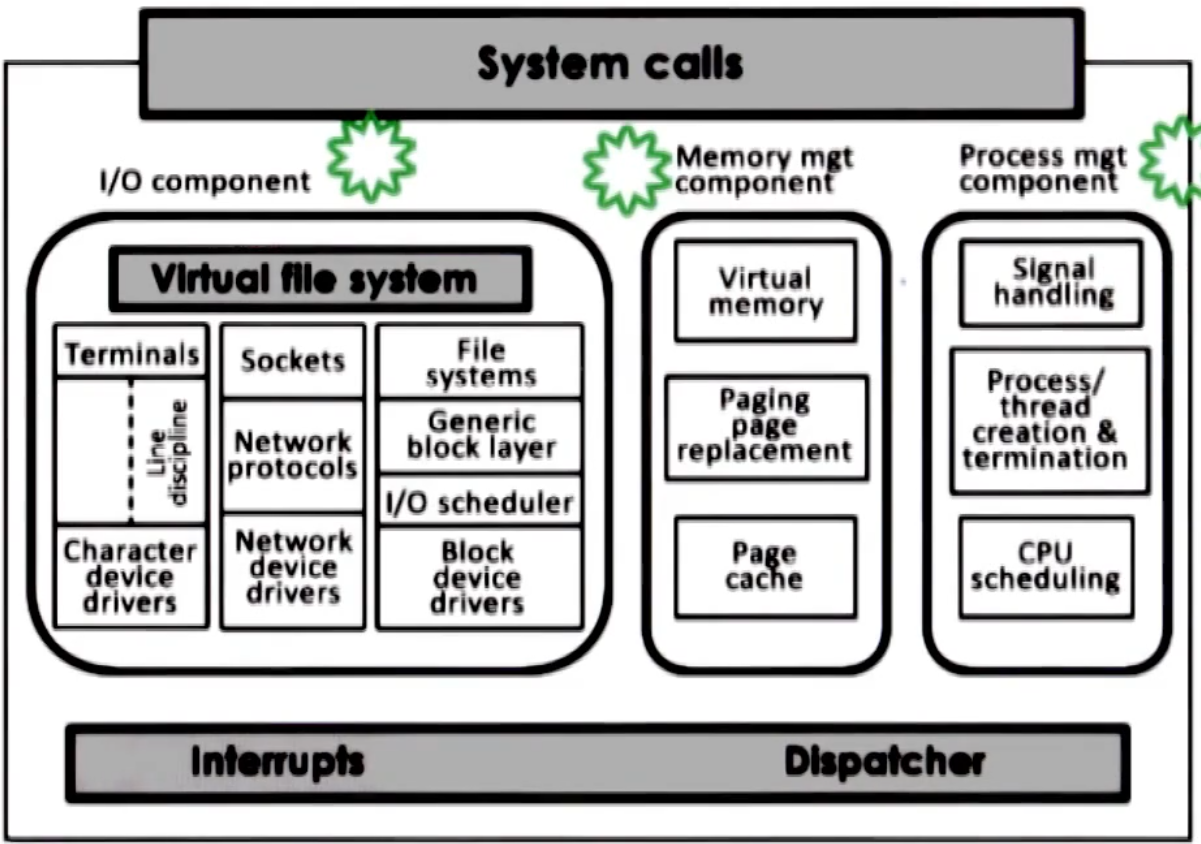 System calls
I/O component
Memory mgt
component
Process mgt
component
Virtual file system
Terminals
Line
discipline
Character
device
drivers
Sockets
Network
protocols
Network
device
drivers
File
systems
Generic
block layer
I/O scheduler
Block
device
drivers
Virtual
memory
Paging
page
replacement
Page
cache
Signal
handling
Process/
thread
creation &
termination
CPU
scheduling
Interrupts
Dispatcher